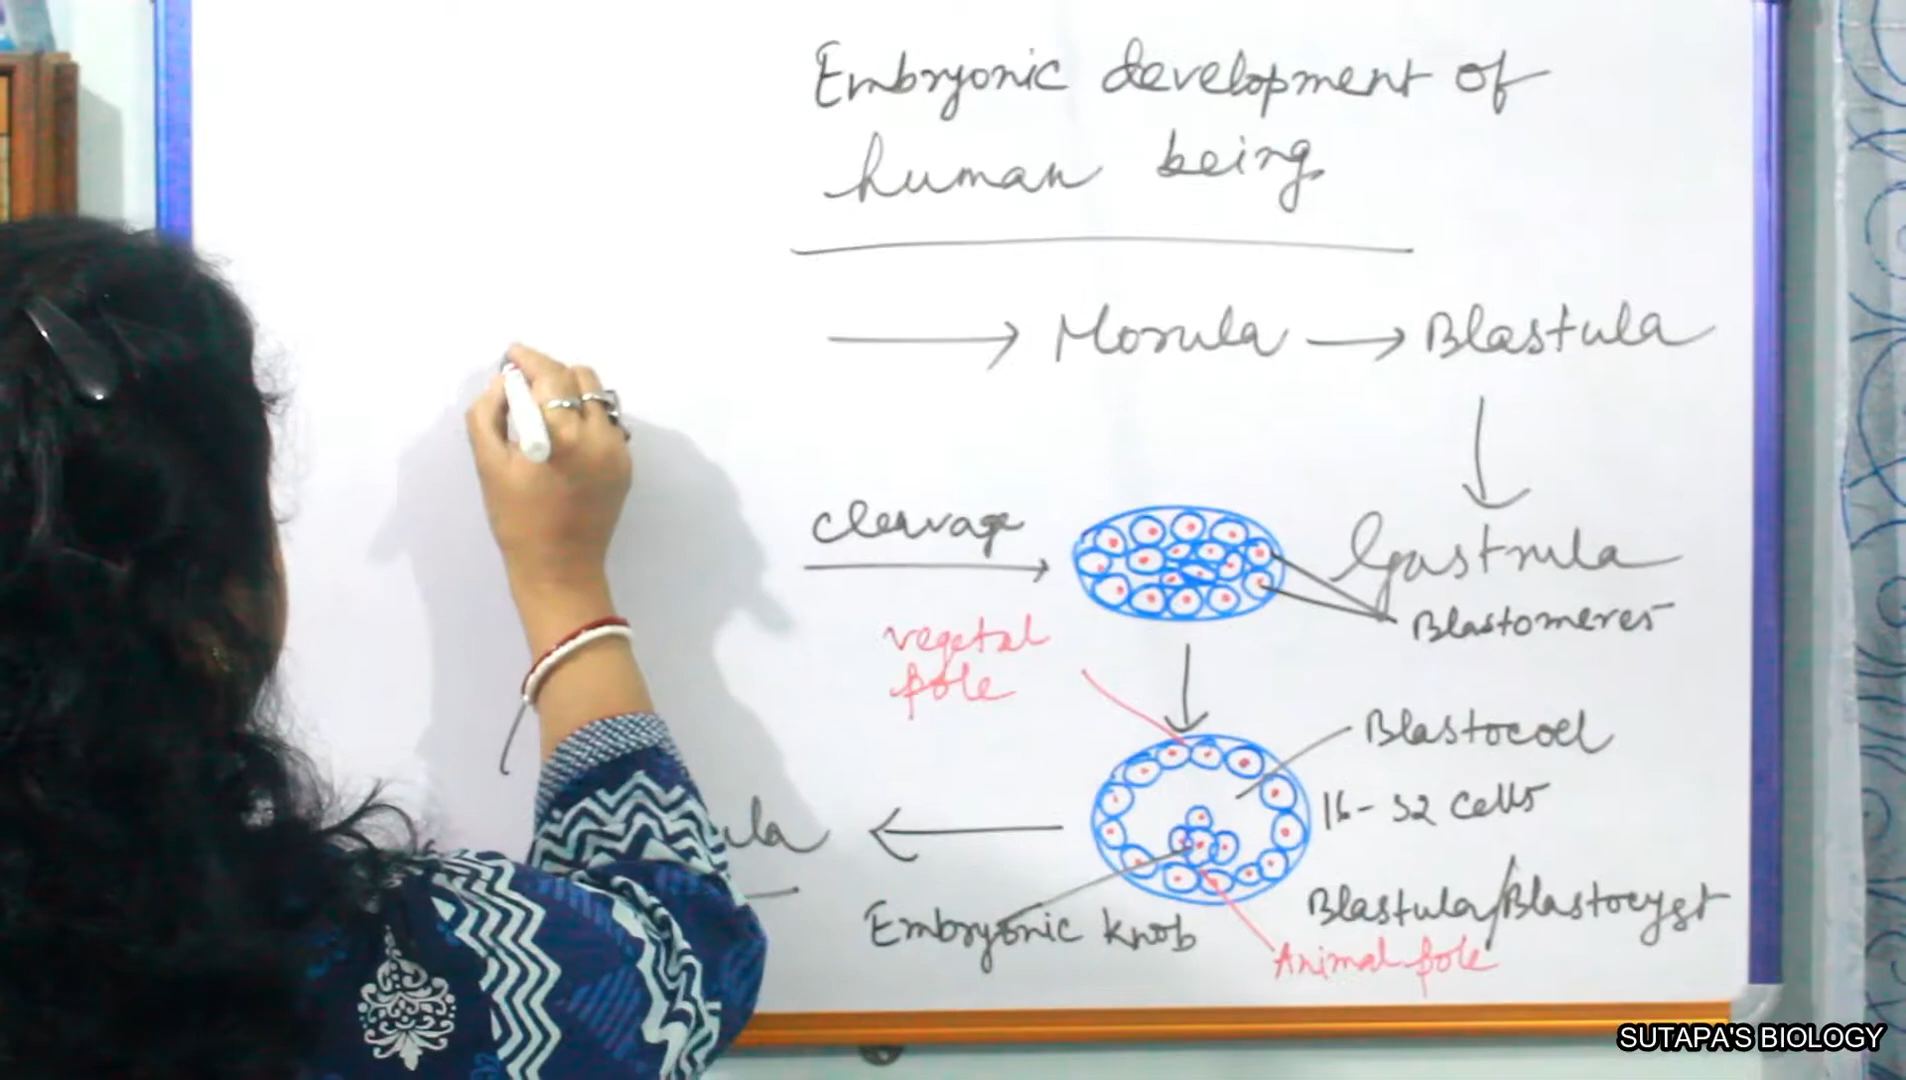 Embryonic development of
human being
Morula
Blastula
Gastrula
cleavage
Blastomeres
vegetal
pole
Blastocoel
16-32 cells
ula
Embryonic knob
Blastula/Blastocyst
Animal pole
SUTAPA'S BIOLOGY